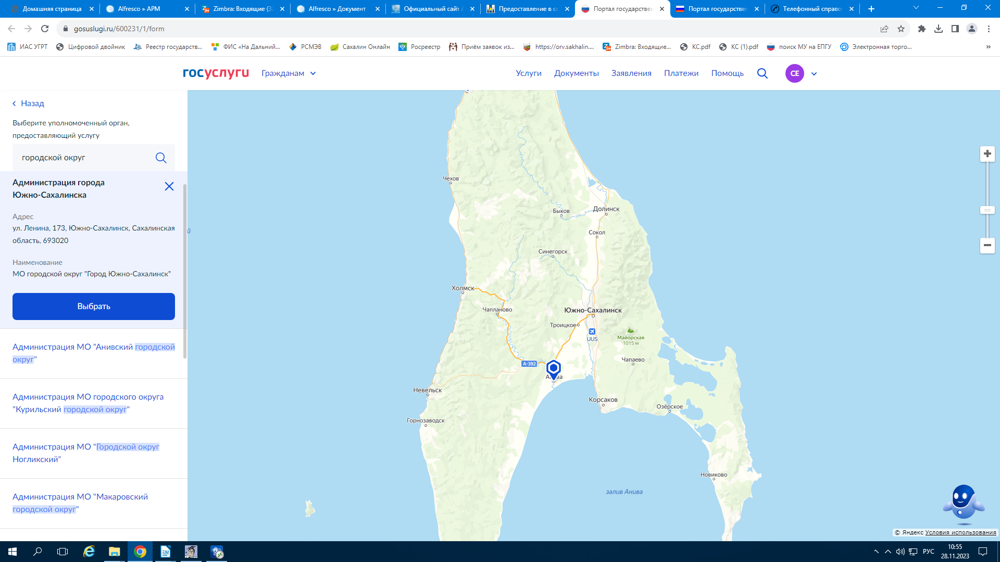 Домашняя страница
Alfresco » АРМ
Zimbra: Входящие (32
Alfresco » Документ
Официальный сайт А
Предоставление в со
Портал государствен
Портал государствен
Телефонный справо
gosuslugi.ru/600231/1/form
ИАС УГРТ
Цифровой двойник
Реестр государств...
ФИС «На Дальний...
РСМЭВ
Сахалин Онлайн
Росреестр
Приём заявок из...
https://orv.sakhalin....
Zimbra: Входящие...
КС.pdf
КС (1).pdf
поиск МУ на ЕПГУ
Электронная торго...
»
госуслуги
Гражданам
Услуги
Документы
Заявления
Платежи
Помощь
СЕ
Назад
Выберите уполномоченный орган,
предоставляющий услугу
городской округ
Администрация города
Южно-Сахалинска
Адрес
ул. Ленина, 173, Южно-Сахалинск, Сахалинская
область, 693020
Наименование
МО городской округ "Город Южно-Сахалинск"
Выбрать
Администрация МО "Анивский городской
округ"
Администрация МО городского округа
"Курильский городской округ"
Администрация МО "Городской округ
Ногликский"
Администрация МО "Макаровский
городской округ"
й
Чехов
Быков
Долинск
Сокол
Синегорск
Холмск
Чапланово
Южно-Сахалинск
Троицкое
UUS
Майорская
1015 м
Чапаево
А-392
Невельск
Корсаков
Озёрское
Горнозаводск
Новиково
залив Анива
© Яндекс Условия использования
РУС
10:55
28.11.2023